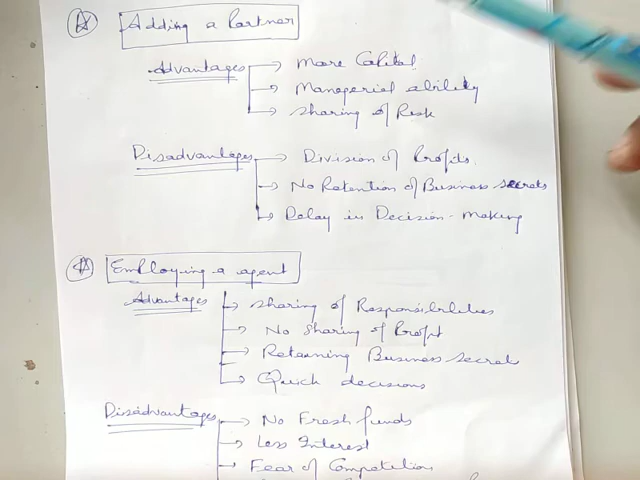 Adding a Partner
Advantages → More Capital
→ Managerial ability
→ Sharing of Risk
Disadvantages → Division of Profits.
→ No Retention of Business secrets
→ Delay in Decision-making
Employing a agent
Advantages → Sharing of Responsibilities
→ No Sharing of Profit
→ Retaining Business secret
→ Quick decisions
Disadvantages → No Fresh funds
→ Less Interest
→ Fear of Competition